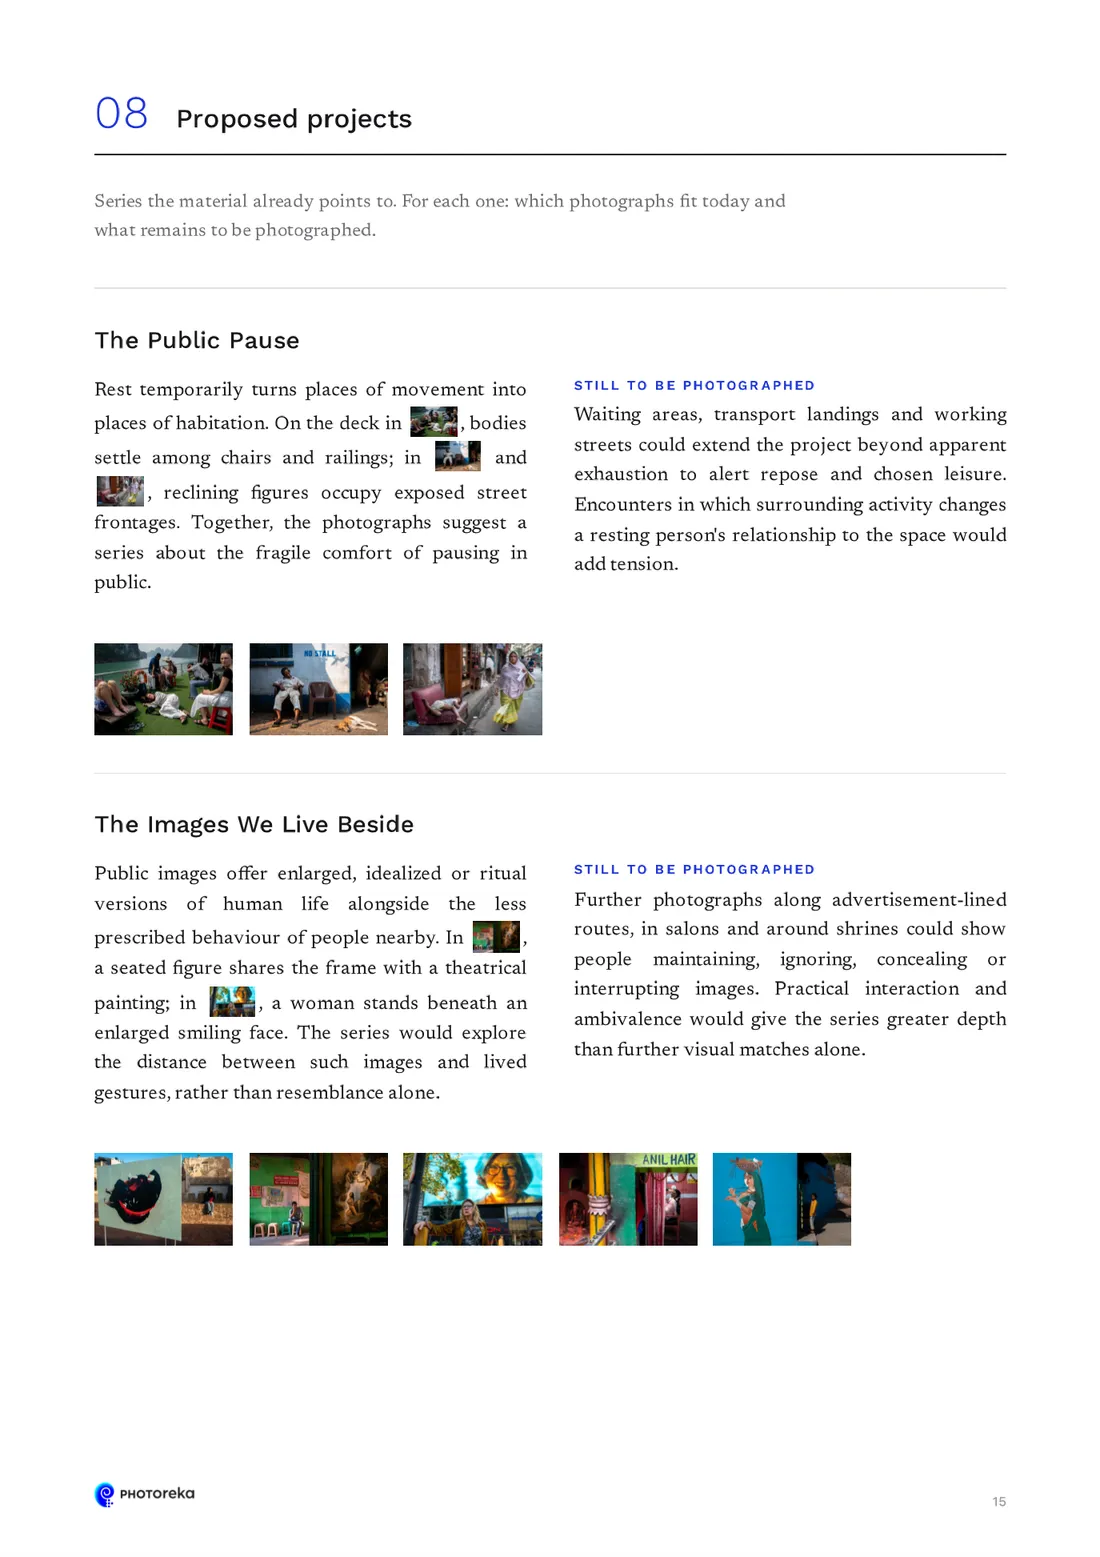 08 Proposed projects
Series the material already points to. For each one: which photographs fit today and
what remains to be photographed.
The Public Pause
Rest temporarily turns places of movement into
places of habitation. On the deck in , bodies
settle among chairs and railings; in and
, reclining figures occupy exposed street
frontages. Together, the photographs suggest a
series about the fragile comfort of pausing in
public.
STILL TO BE PHOTOGRAPHED
Waiting areas, transport landings and working
streets could extend the project beyond apparent
exhaustion to alert repose and chosen leisure.
Encounters in which surrounding activity changes
a resting person's relationship to the space would
add tension.
NO STALL
The Images We Live Beside
Public images offer enlarged, idealized or ritual
versions of human life alongside the less
prescribed behaviour of people nearby. In ,
a seated figure shares the frame with a theatrical
painting; in , a woman stands beneath an
enlarged smiling face. The series would explore
the distance between such images and lived
gestures, rather than resemblance alone.
STILL TO BE PHOTOGRAPHED
Further photographs along advertisement-lined
routes, in salons and around shrines could show
people maintaining, ignoring, concealing or
interrupting images. Practical interaction and
ambivalence would give the series greater depth
than further visual matches alone.
ANIL HAIR
PHOTOreka
15